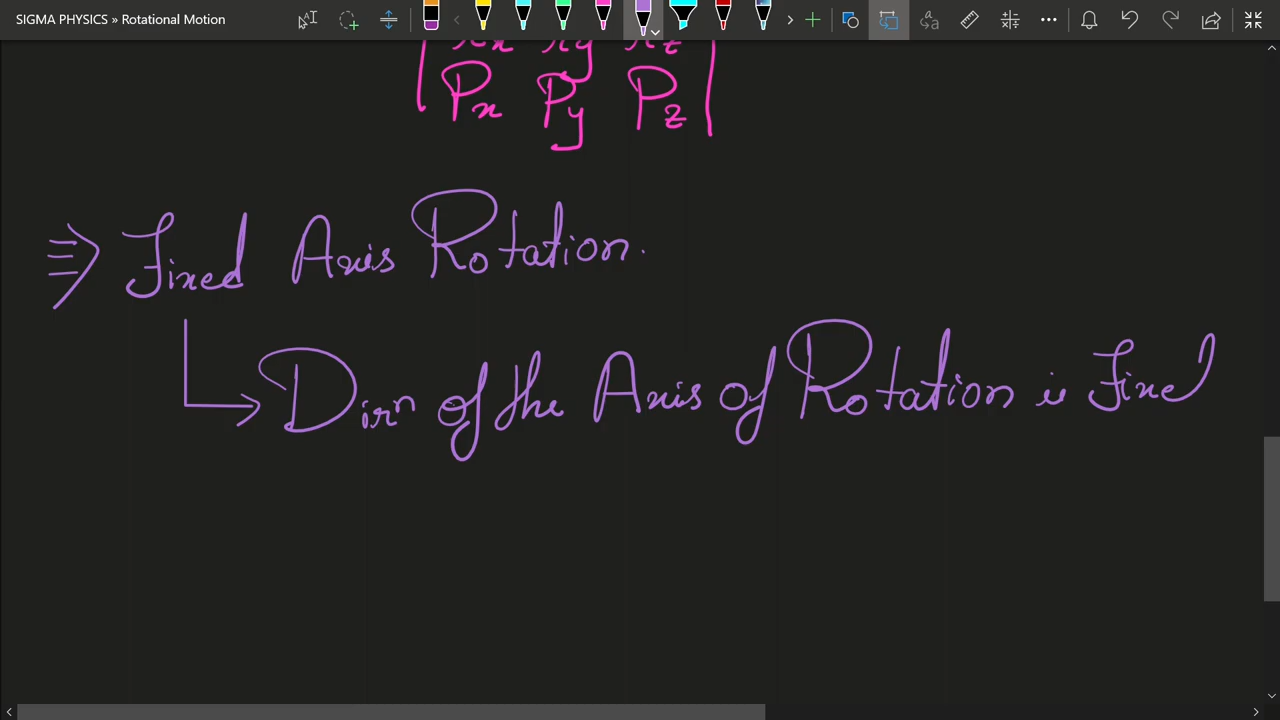 SIGMA PHYSICS » Rotational Motion
Px Py Pz
⇒ Fixed Axis Rotation.
Dirn of the Axis of Rotation is Fixed